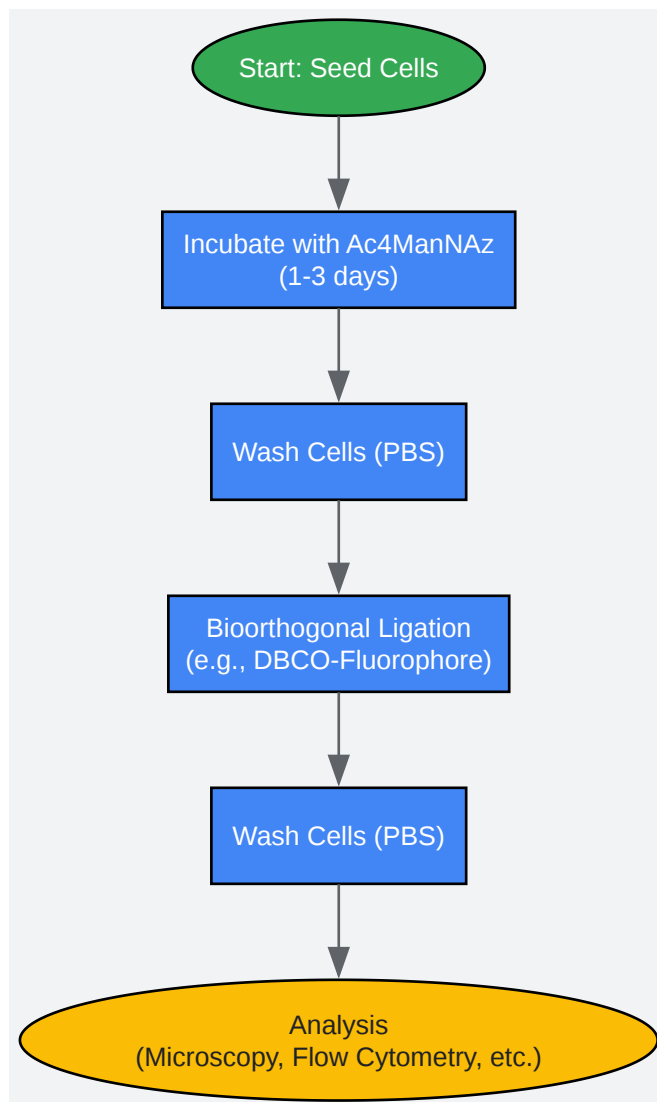 Start: Seed Cells
Incubate with Ac4ManNAz
(1-3 days)
Wash Cells (PBS)
Bioorthogonal Ligation
(e.g., DBCO-Fluorophore)
Wash Cells (PBS)
Analysis
(Microscopy, Flow Cytometry, etc.)